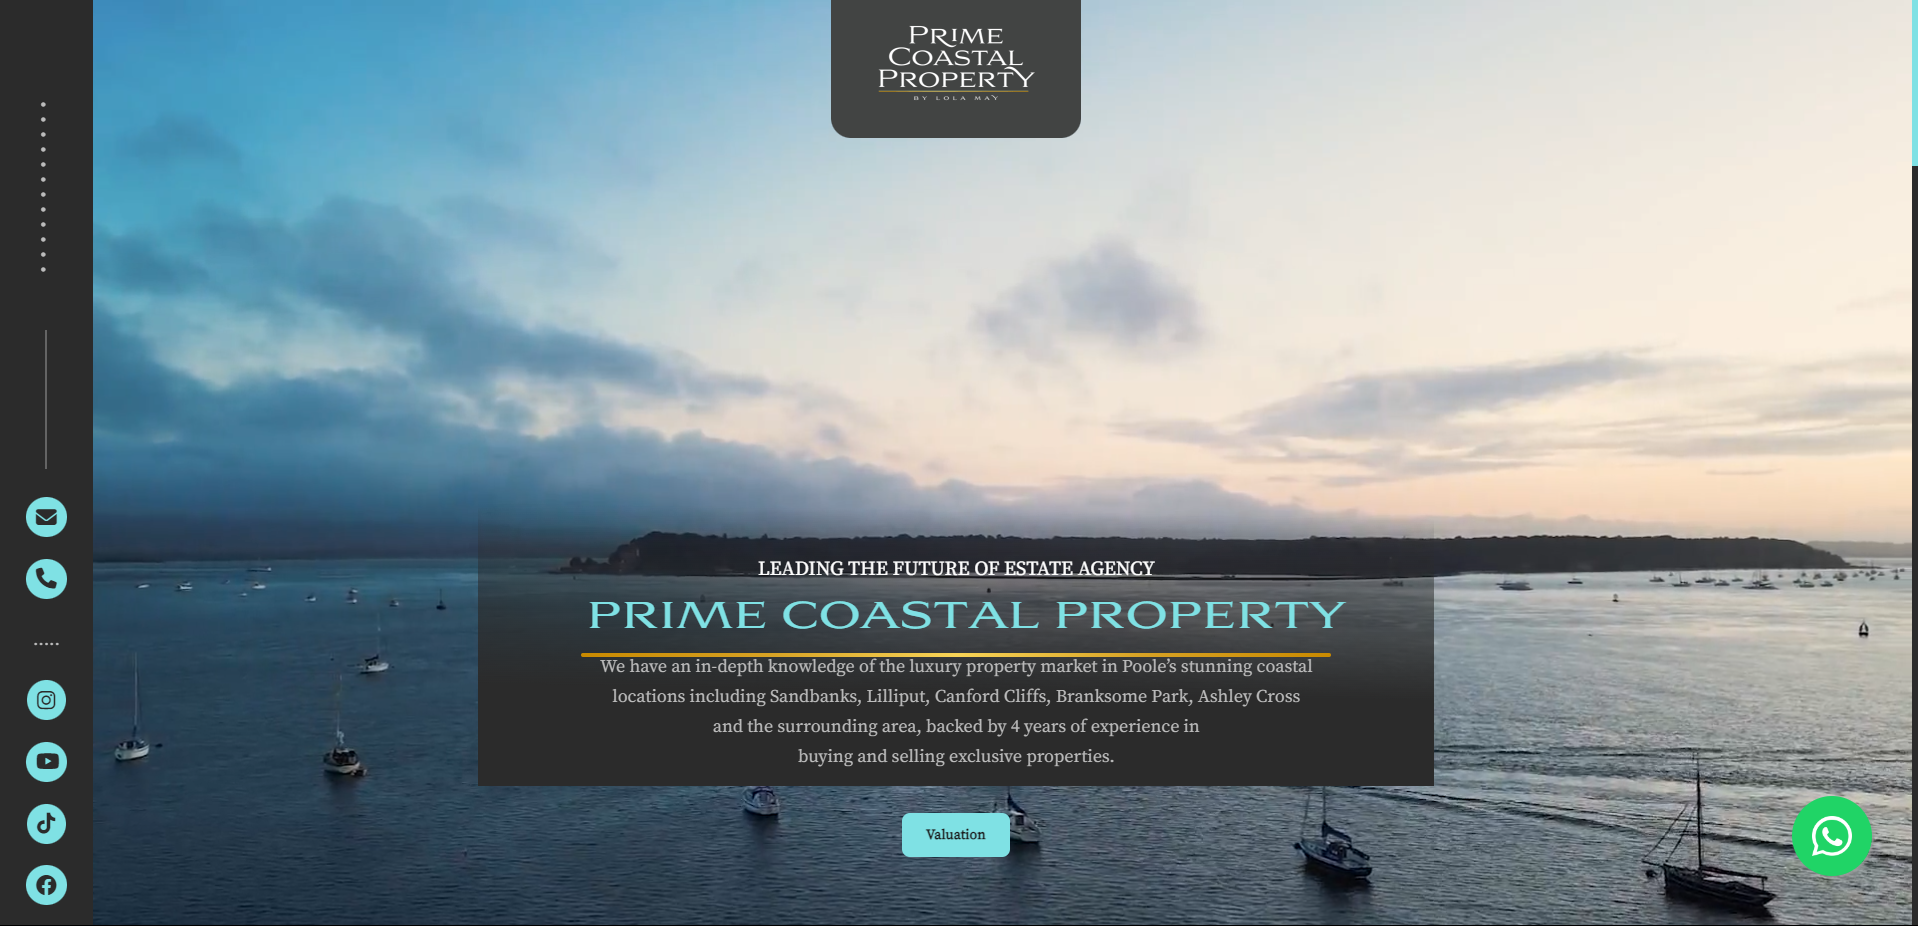 PRIME
COASTAL
PROPERTY
BY LOLA MAY
LEADING THE FUTURE OF ESTATE AGENCY
PRIME COASTAL PROPERTY
We have an in-depth knowledge of the luxury property market in Poole’s stunning coastal
locations including Sandbanks, Lilliput, Canford Cliffs, Branksome Park, Ashley Cross
and the surrounding area, backed by 4 years of experience in
buying and selling exclusive properties.
Valuation